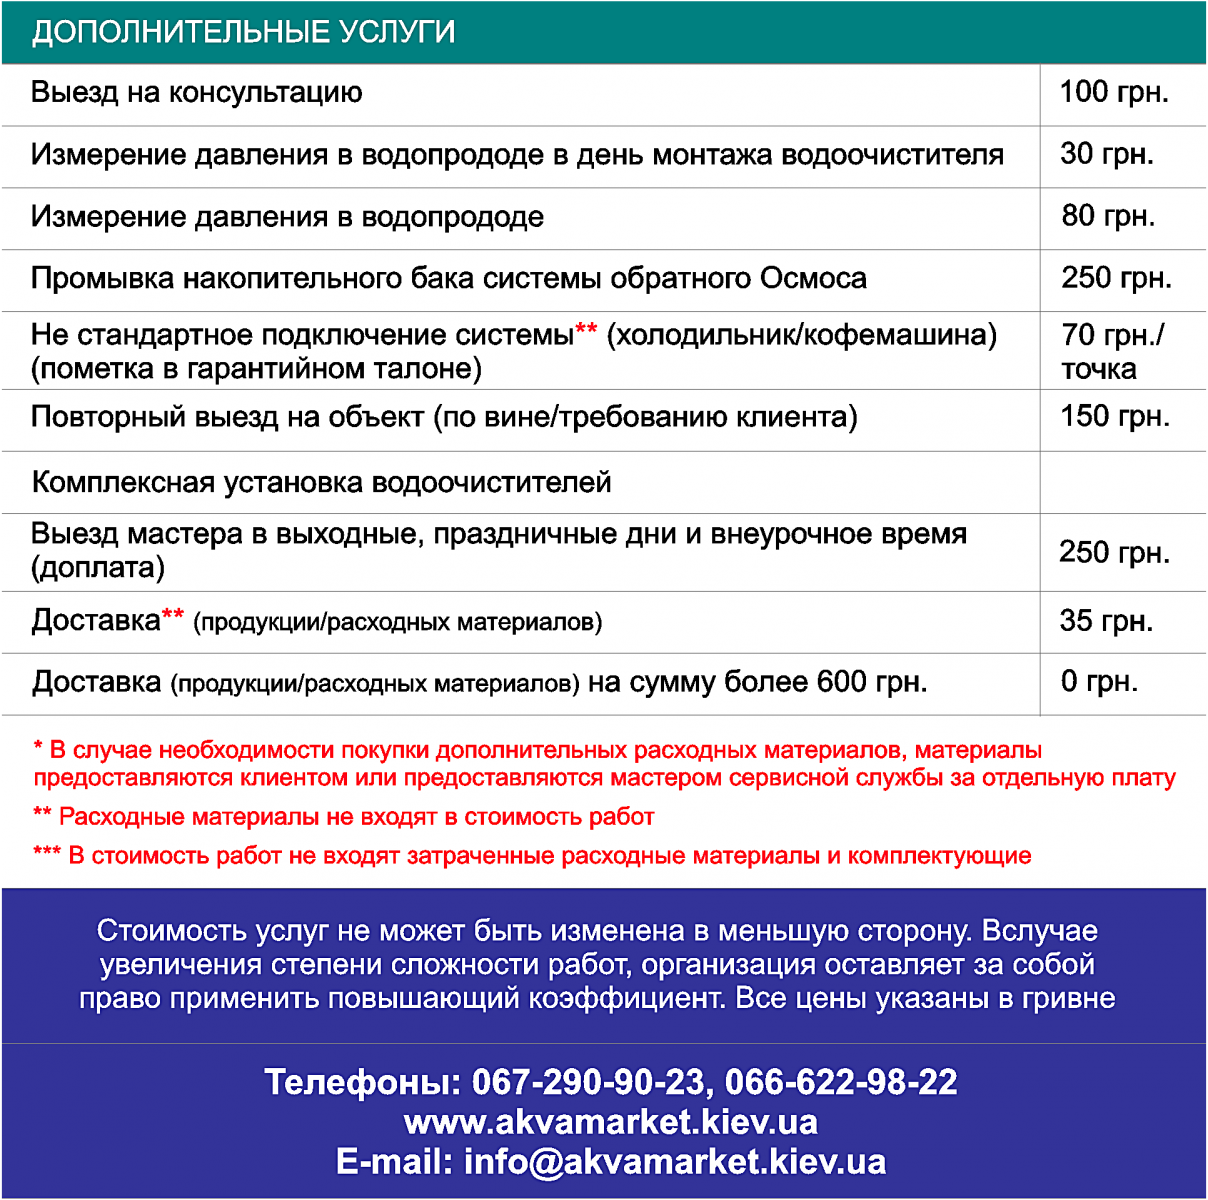 ДОПОЛНИТЕЛЬНЫЕ УСЛУГИ
Выезд на консультацию 100 грн.
Измерение давления в водопрододе в день монтажа водоочистителя 30 грн.
Измерение давления в водопрододе 80 грн.
Промывка накопительного бака системы обратного Осмоса 250 грн.
Не стандартное подключение системы** (холодильник/кофемашина) 70 грн./
(пометка в гарантийном талоне) точка
Повторный выезд на объект (по вине/требованию клиента) 150 грн.
Комплексная установка водоочистителей
Выезд мастера в выходные, праздничные дни и внеурочное время
(доплата) 250 грн.
Доставка** (продукции/расходных материалов) 35 грн.
Доставка (продукции/расходных материалов) на сумму более 600 грн. 0 грн.
* В случае необходимости покупки дополнительных расходных материалов, материалы
предоставляются клиентом или предоставляются мастером сервисной службы за отдельную плату
** Расходные материалы не входят в стоимость работ
*** В стоимость работ не входят затраченные расходные материалы и комплектующие
Стоимость услуг не может быть изменена в меньшую сторону. Вслучае
увеличения степени сложности работ, организация оставляет за собой
право применить повышающий коэффициент. Все цены указаны в гривне
Телефоны: 067-290-90-23, 066-622-98-22
www.akvamarket.kiev.ua
E-mail: info@akvamarket.kiev.ua